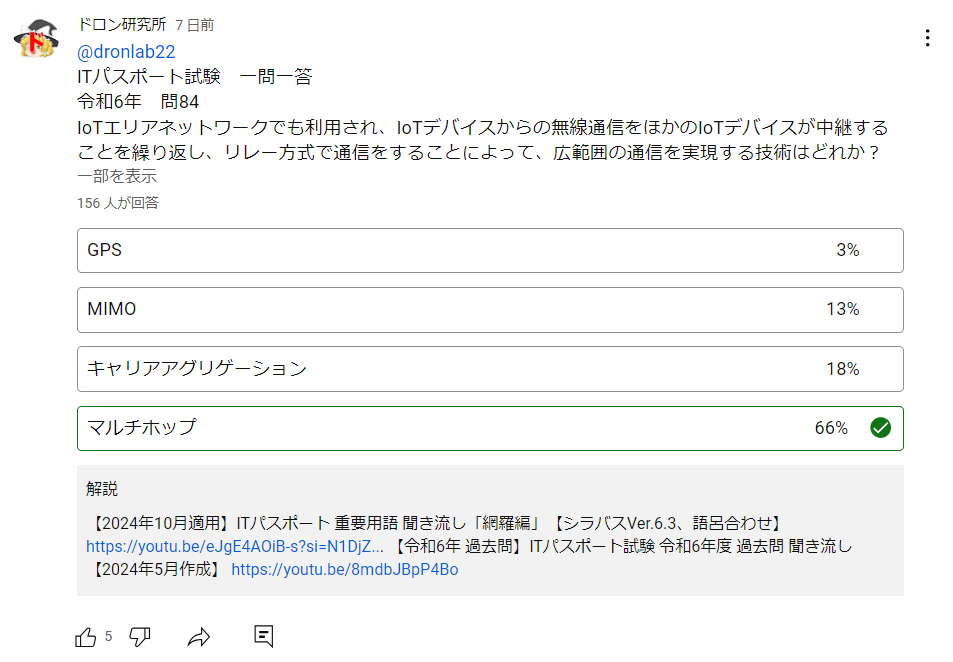 ドロン研究所 7 日前
@dronlab22
ITパスポート試験　一問一答
令和6年　問84
IoTエリアネットワークでも利用され、IoTデバイスからの無線通信をほかのIoTデバイスが中継する
ことを繰り返し、リレー方式で通信をすることによって、広範囲の通信を実現する技術はどれか？
一部を表示
156 人が回答
GPS 3%
MIMO 13%
キャリアアグリゲーション 18%
マルチホップ 66%
解説
【2024年10月適用】ITパスポート 重要用語 聞き流し「網羅編」【シラバスVer.6.3、語呂合わせ】
https://youtu.be/eJgE4AOiB-s?si=N1DjZ... 【令和6年 過去問】ITパスポート試験 令和6年度 過去問 聞き流し
【2024年5月作成】 https://youtu.be/8mdbJBpP4Bo
5